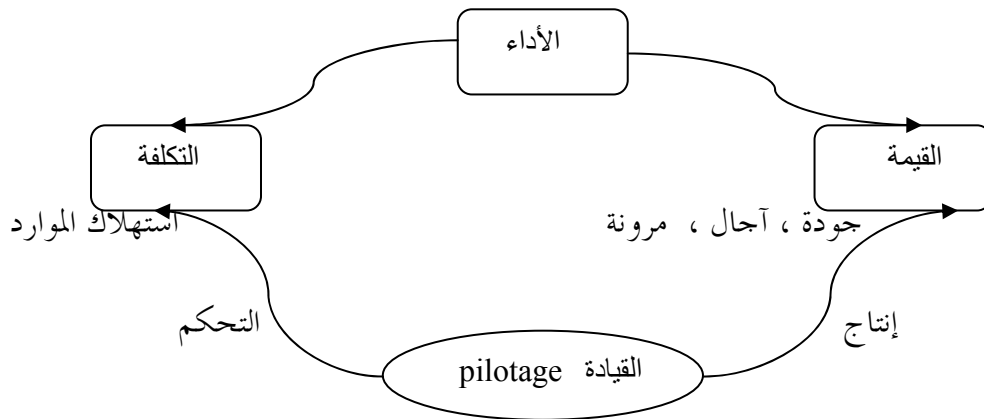 الأداء
القيمة
التكلفة
جودة ، آجال ، مرونة
استهلاك الموارد
إنتاج
التحكم
القيادة pilotage